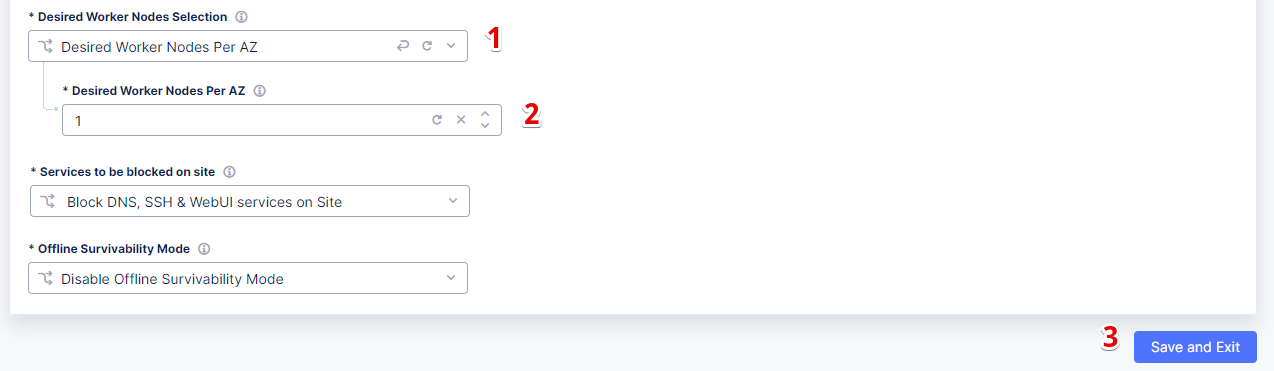 * Desired Worker Nodes Selection
Desired Worker Nodes Per AZ
1
* Desired Worker Nodes Per AZ
1
2
* Services to be blocked on site
Block DNS, SSH & WebUI services on Site
* Offline Survivability Mode
Disable Offline Survivability Mode
3
Save and Exit